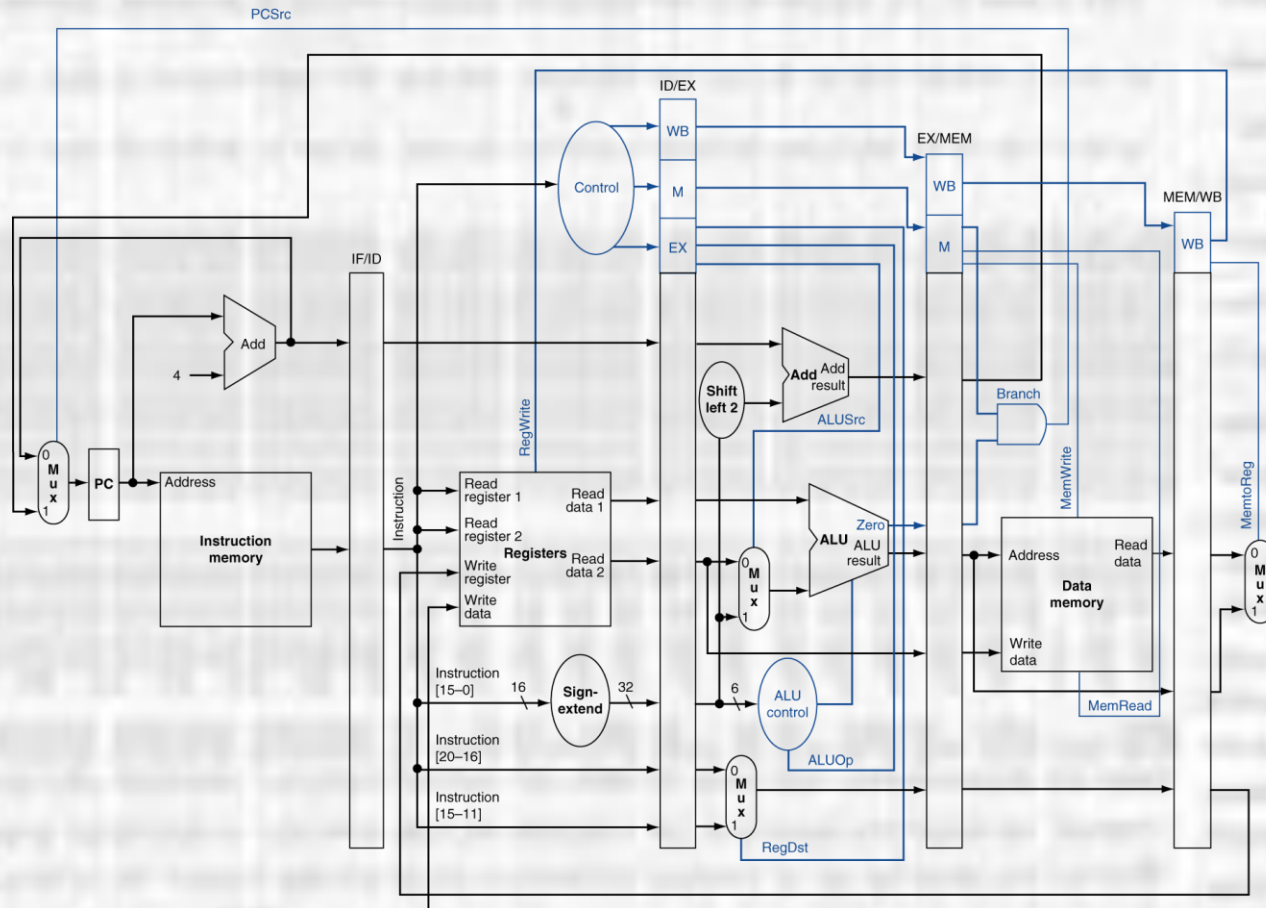 PCSrc
ID/EX
WB
M
EX
Control
EX/MEM
WB
M
MEM/WB
WB
IF/ID
Add
4
RegWrite
Shift
left 2
Add
Add
result
ALUSrc
Branch
MemWrite
MemtoReg
0
M
u
x
1
PC
Address
Instruction
memory
Instruction
Read
register 1
Read
register 2
Write
register
Write
data
Registers
Read
data 1
Read
data 2
0
M
u
x
1
ALU
Zero
ALU
result
Address
Read
data
Data
memory
Write
data
MemRead
0
M
u
x
1
Instruction
[15–0]
16
Sign-
extend
32
6
ALU
control
ALUOp
Instruction
[20–16]
Instruction
[15–11]
0
M
u
x
1
RegDst